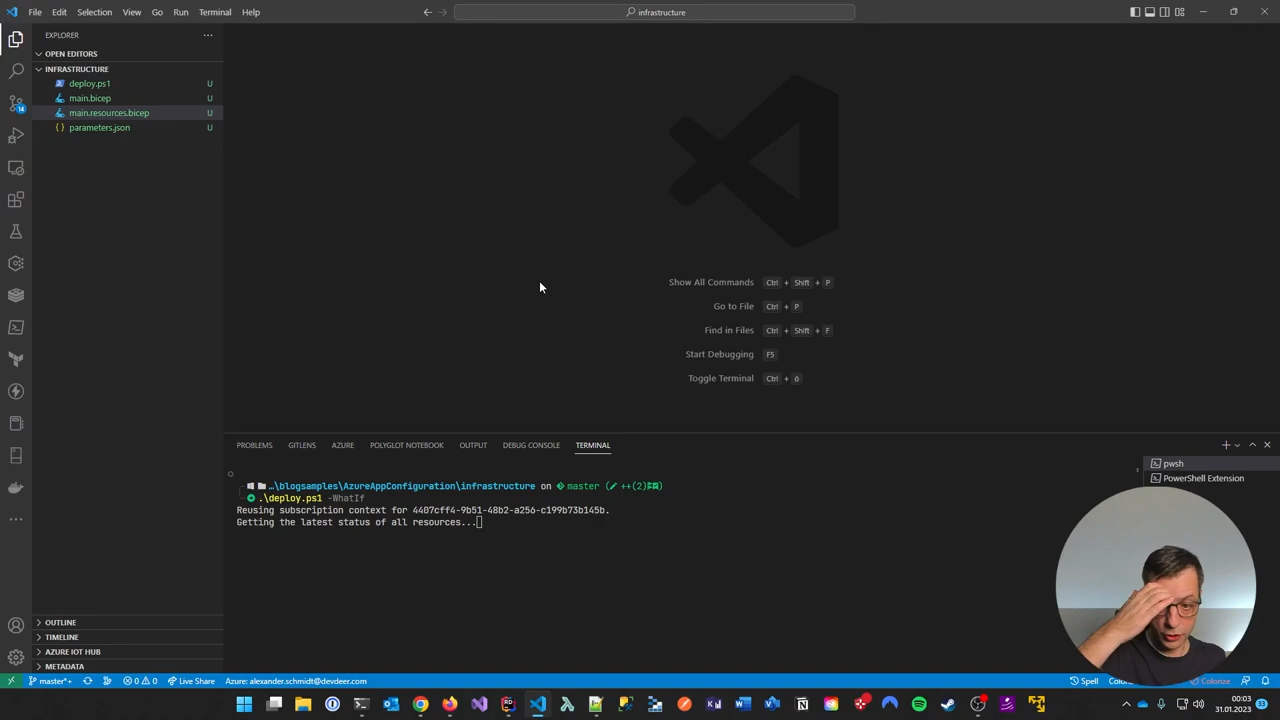 File Edit Selection View Go Run Terminal Help
infrastructure
EXPLORER
OPEN EDITORS
INFRASTRUCTURE
deploy.ps1 U
main.bicep U
main.resources.bicep U
parameters.json U
14
Show All Commands Ctrl + Shift + P
Go to File Ctrl + P
Find in Files Ctrl + Shift + F
Start Debugging F5
Toggle Terminal Ctrl + ö
PROBLEMS GITLENS AZURE POLYGLOT NOTEBOOK OUTPUT DEBUG CONSOLE TERMINAL
pwsh
PowerShell Extension
…\blogsamples\AzureAppConfiguration\infrastructure on master
.\deploy.ps1 -WhatIf
Reusing subscription context for 4407cff4-9b51-48b2-a256-c199b73b145b.
Getting the latest status of all resources...
OUTLINE
TIMELINE
AZURE IOT HUB
METADATA
master*+ 0 0 Live Share Azure: alexander.schmidt@devdeer.com Spell Colorize
00:03
31.01.2023